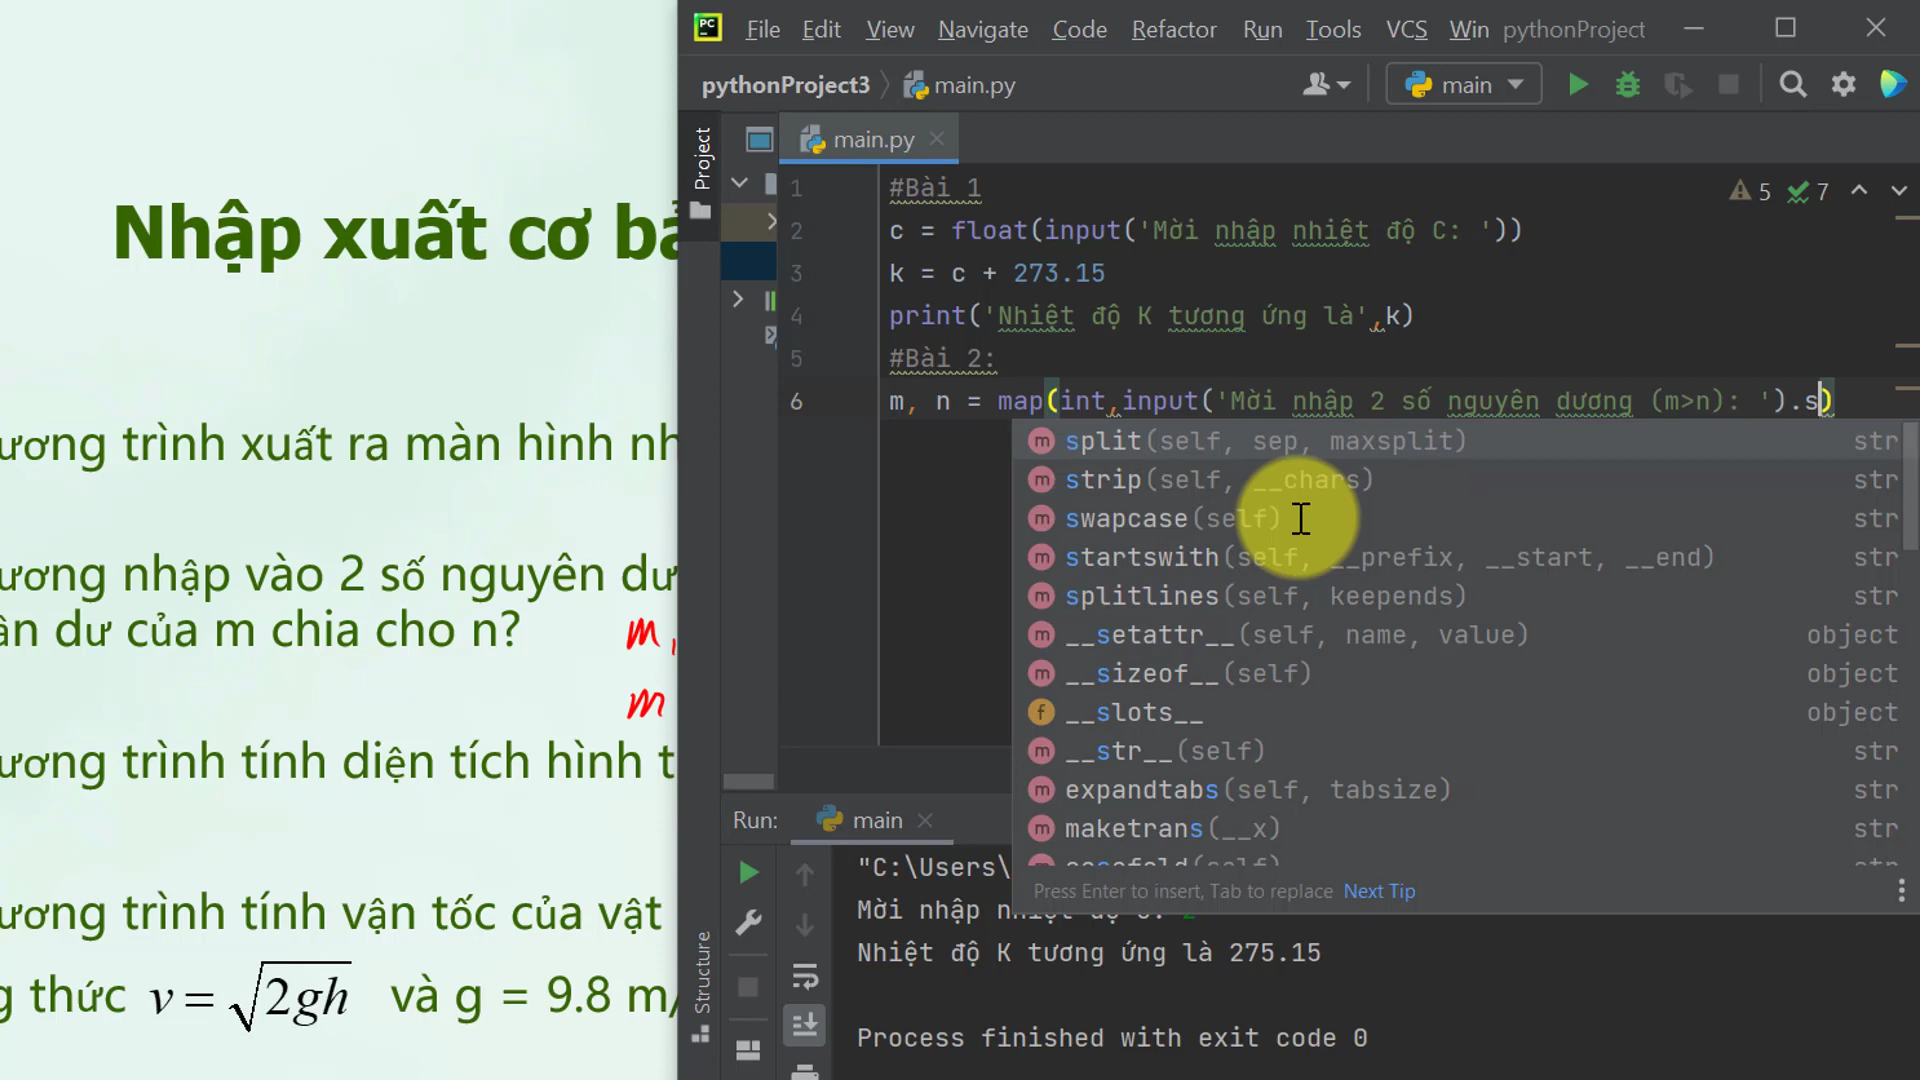 Nhập xuất cơ
trình xuất ra màn hình
nhập vào 2 số nguyên
dư của m chia cho n?
m,
m
trình tính diện tích hình
trình tính vận tốc của vật
thức v = √2gh và g = 9.8
PC File Edit View Navigate Code Refactor Run Tools VCS Win pythonProject
pythonProject3 main.py main
Project
main.py
5 7
1 #Bài 1
2 c = float(input('Mời nhập nhiệt độ C: '))
3 k = c + 273.15
4 print('Nhiệt độ K tương ứng là',k)
5 #Bài 2:
6 m, n = map(int,input('Mời nhập 2 số nguyên dương (m>n): ').s)
m split(self, sep, maxsplit) str
m strip(self, __chars) str
m swapcase(self) str
m startswith(self, __prefix, __start, __end) str
m splitlines(self, keepends) str
m __setattr__(self, name, value) object
m __sizeof__(self) object
f __slots__ object
m __str__(self) str
m expandtabs(self, tabsize) str
m maketrans(__x) str
Press Enter to insert, Tab to replace Next Tip
Run: main
Structure
"C:\Users\
Mời nhập
Nhiệt độ K tương ứng là 275.15
Process finished with exit code 0